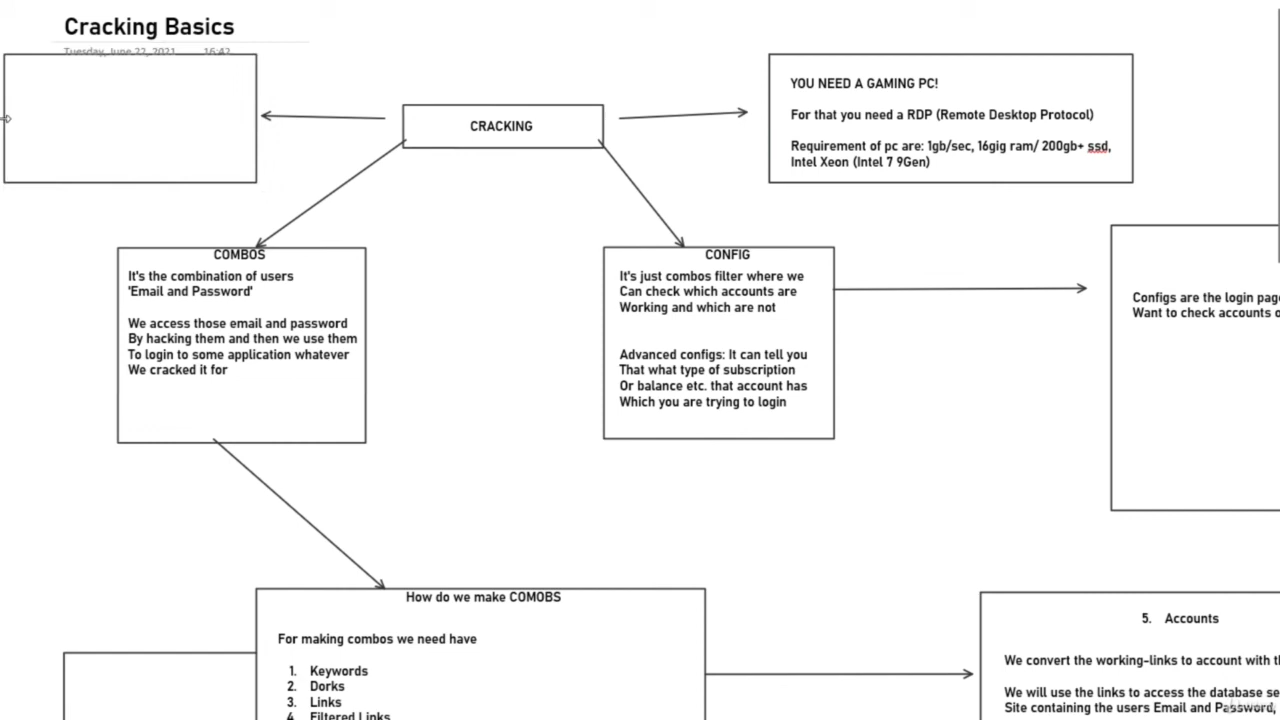 Cracking Basics
Tuesday, June 22, 2021 16:42
CRACKING
YOU NEED A GAMING PC!
For that you need a RDP (Remote Desktop Protocol)
Requirement of pc are: 1gb/sec, 16gig ram/ 200gb+ ssd,
Intel Xeon (Intel 7 9Gen)
COMBOS
It's the combination of users
'Email and Password'
We access those email and password
By hacking them and then we use them
To login to some application whatever
We cracked it for
CONFIG
It's just combos filter where we
Can check which accounts are
Working and which are not
Advanced configs: It can tell you
That what type of subscription
Or balance etc. that account has
Which you are trying to login
Configs are the login
Want to check accounts
How do we make COMOBS
For making combos we need have
1. Keywords
2. Dorks
3. Links
4. Filtered Links
5. Accounts
We convert the working-links to account with
We will use the links to access the database
Site containing the users Email and Password,